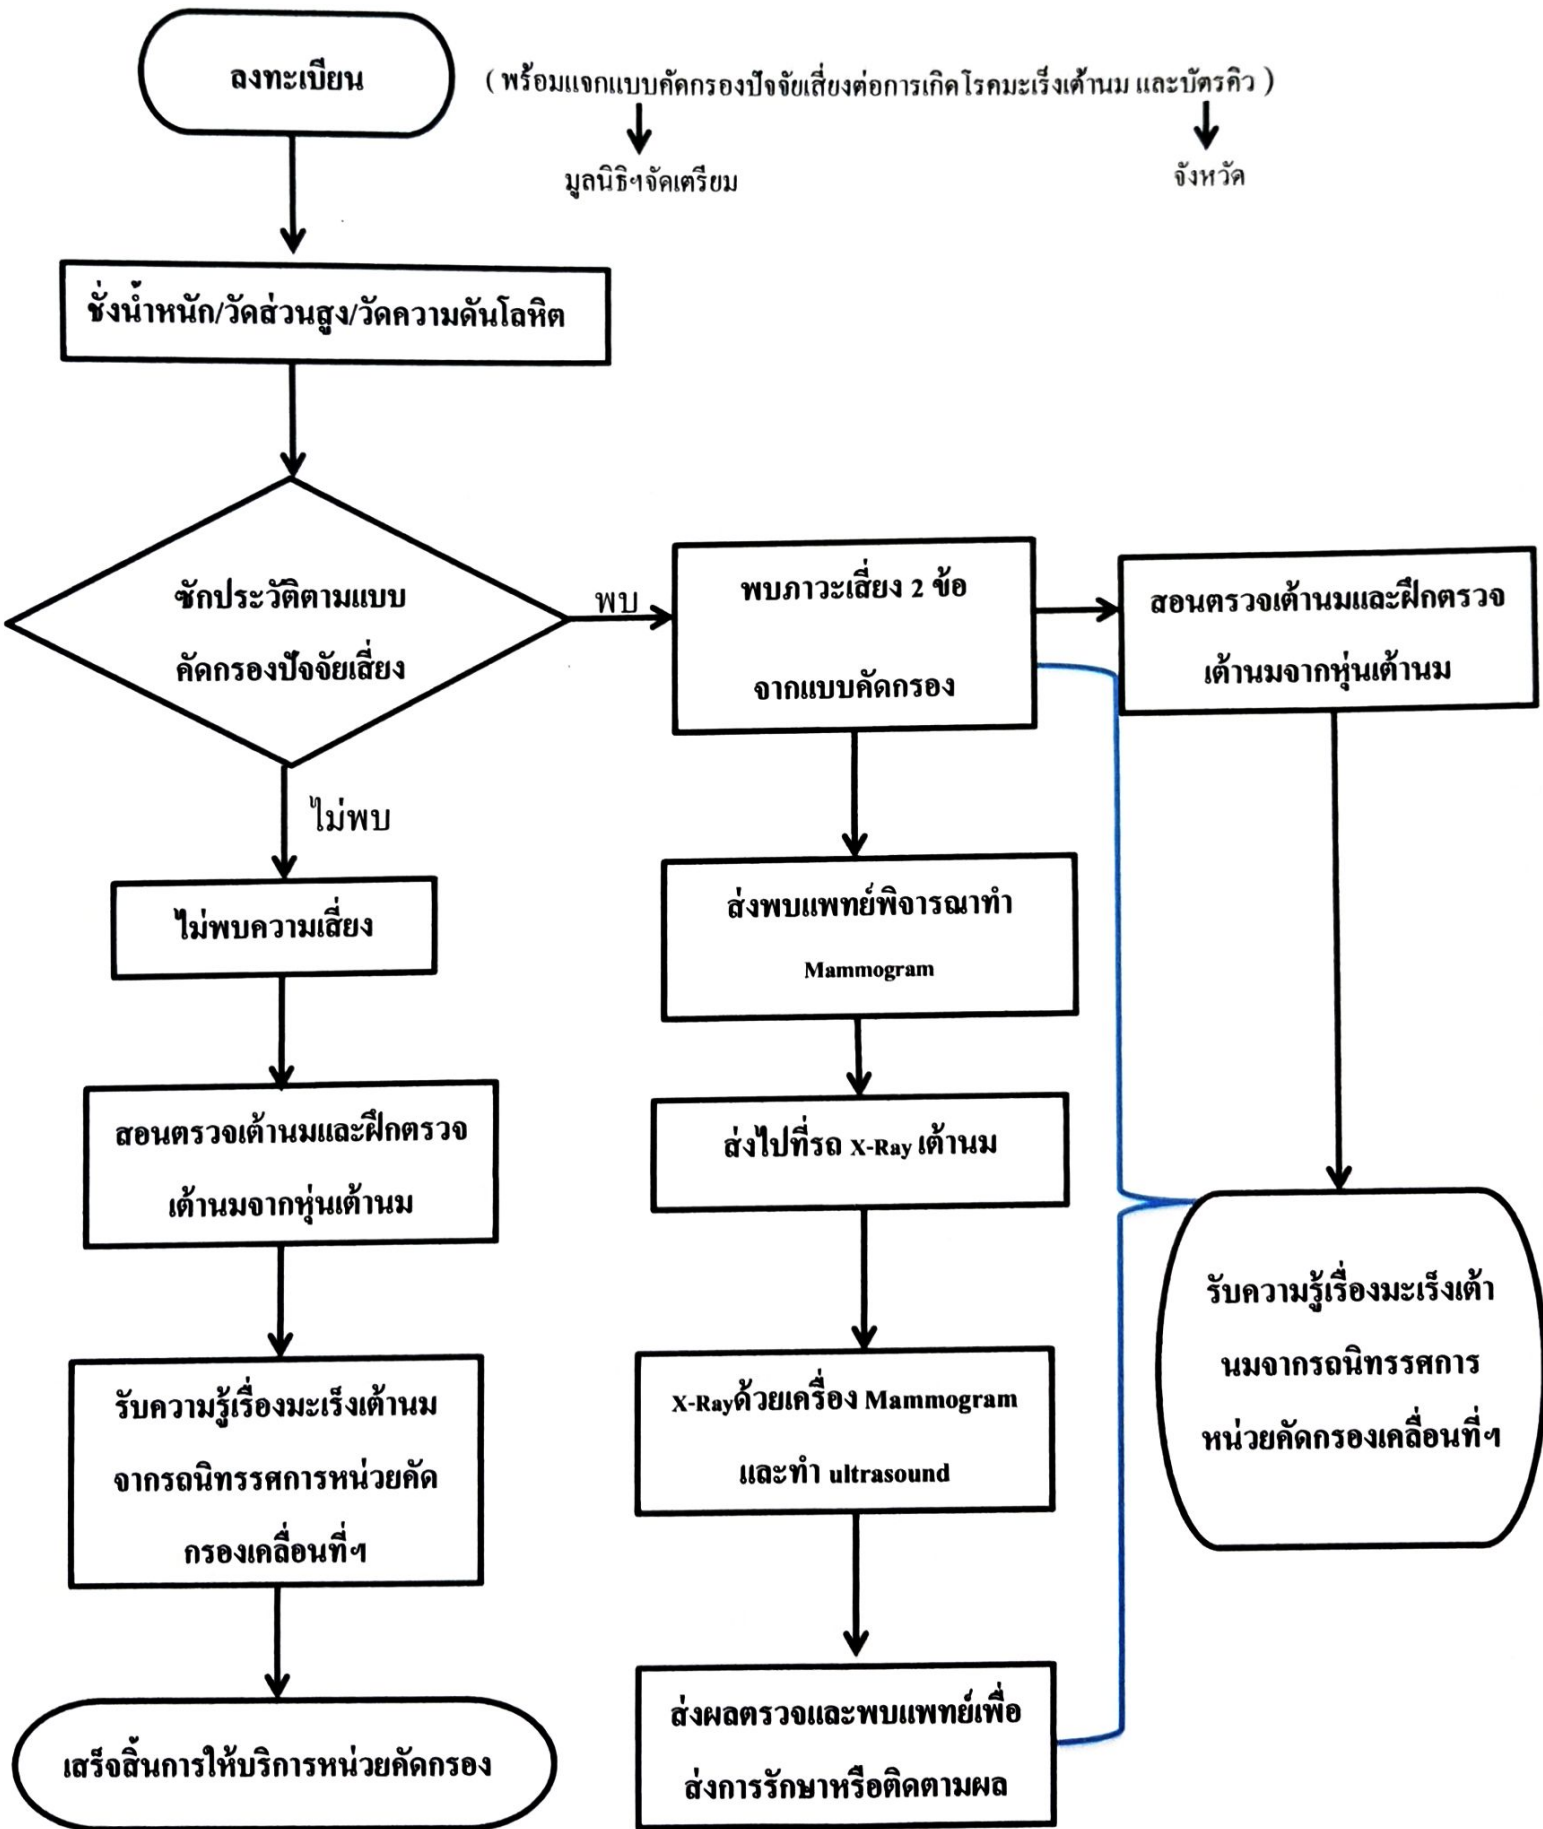 ลงทะเบียน
( พร้อมแจกแบบคัดกรองปัจจัยเสี่ยงต่อการเกิดโรคมะเร็งเต้านม และบัตรคิว )
มูลนิธิฯจัดเตรียม
จังหวัด
ชั่งน้ำหนัก/วัดส่วนสูง/วัดความดันโลหิต
ซักประวัติตามแบบ
คัดกรองปัจจัยเสี่ยง
พบ
พบภาวะเสี่ยง 2 ข้อ
จากแบบคัดกรอง
สอนตรวจเต้านมและฝึกตรวจ
เต้านมจากหุ่นเต้านม
ไม่พบ
ไม่พบความเสี่ยง
ส่งพบแพทย์พิจารณาทำ
Mammogram
สอนตรวจเต้านมและฝึกตรวจ
เต้านมจากหุ่นเต้านม
ส่งไปที่รถ X-Ray เต้านม
รับความรู้เรื่องมะเร็งเต้านม
จากรถนิทรรศการหน่วยคัด
กรองเคลื่อนที่ฯ
X-Rayด้วยเครื่อง Mammogram
และทำ ultrasound
รับความรู้เรื่องมะเร็งเต้า
นมจากรถนิทรรศการ
หน่วยคัดกรองเคลื่อนที่ฯ
เสร็จสิ้นการให้บริการหน่วยคัดกรอง
ส่งผลตรวจและพบแพทย์เพื่อ
ส่งการรักษาหรือติดตามผล